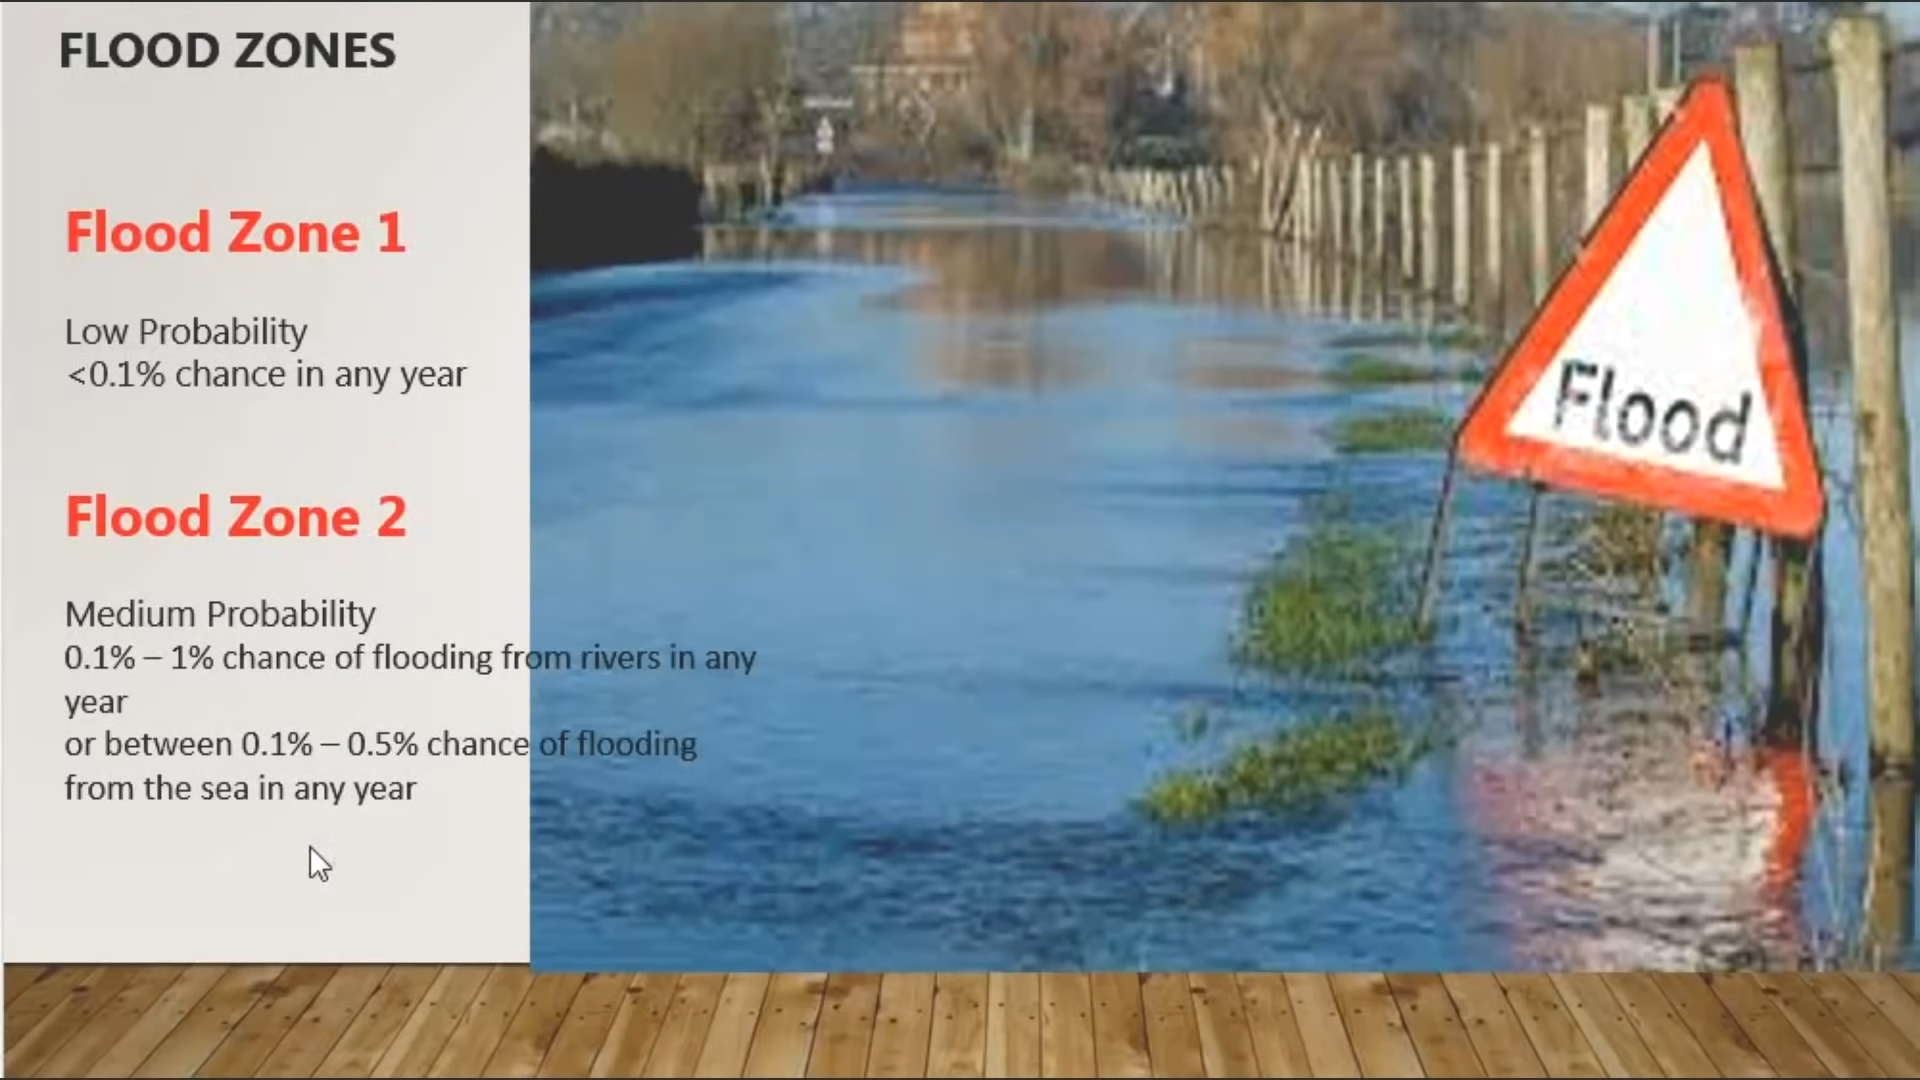 FLOOD ZONES
Flood Zone 1
Low Probability
<0.1% chance in any year
Flood Zone 2
Medium Probability
0.1% – 1% chance of flooding from rivers in any
year
or between 0.1% – 0.5% chance of flooding
from the sea in any year
Flood